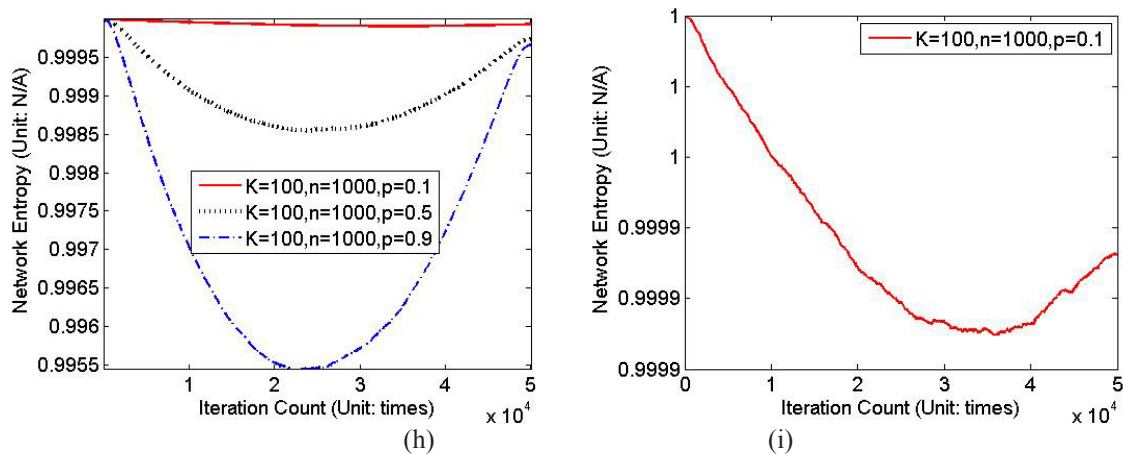 Network Entropy (Unit: N/A)
0.9995
0.999
0.9985
0.998
0.9975
0.997
0.9965
0.996
0.9955
K=100,n=1000,p=0.1
K=100,n=1000,p=0.5
K=100,n=1000,p=0.9
1 2 3 4 5
Iteration Count (Unit: times)
x 10^4
(h)
Network Entropy (Unit: N/A)
1
1
1
0.9999
0.9999
0.9999
K=100,n=1000,p=0.1
0 1 2 3 4 5
Iteration Count (Unit: times)
x 10^4
(i)